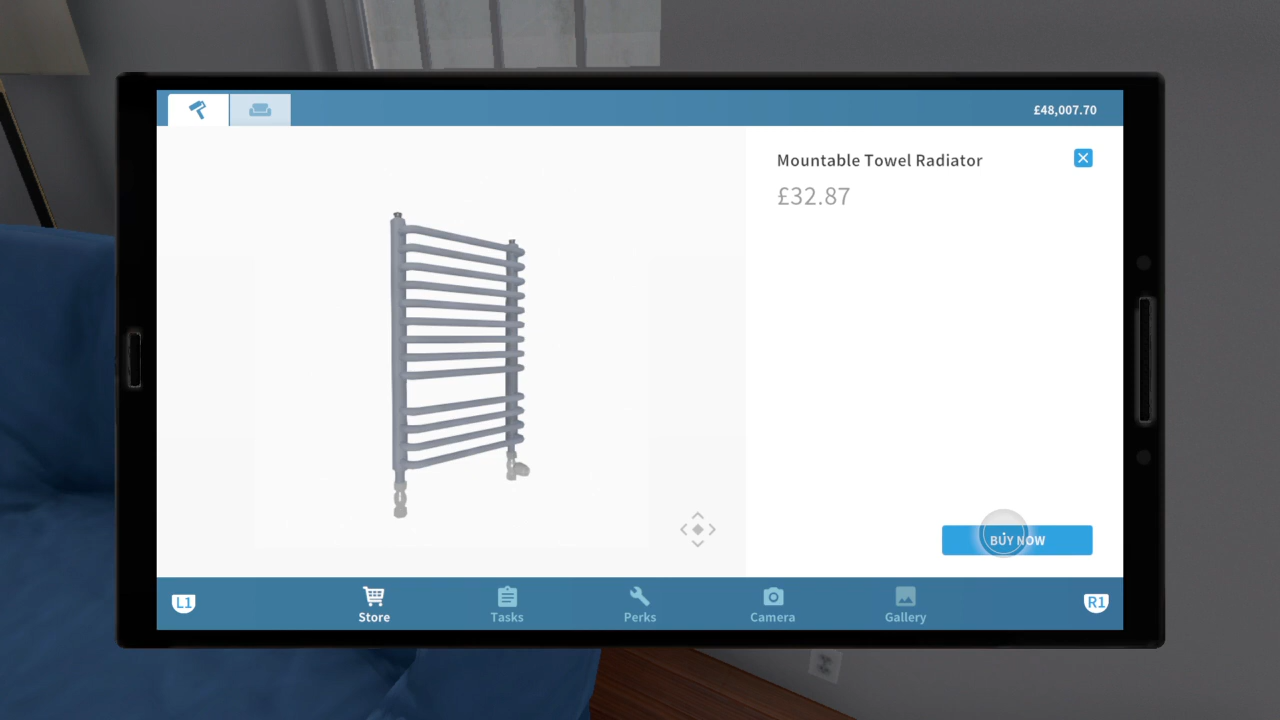 £48,007.70
Mountable Towel Radiator
£32.87
BUY NOW
L1
Store
Tasks
Perks
Camera
Gallery
R1